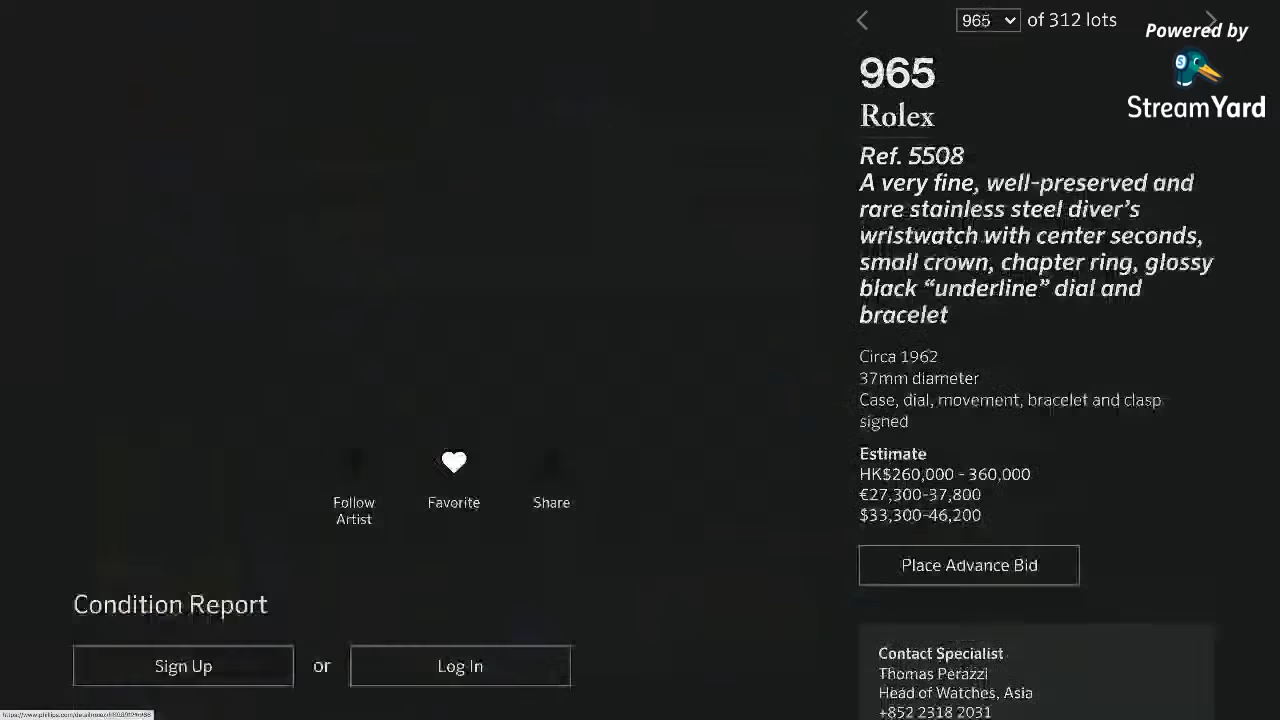 965 of 312 lots
Powered by
StreamYard
965
Rolex
Ref. 5508
A very fine, well-preserved and
rare stainless steel diver's
wristwatch with center seconds,
small crown, chapter ring, glossy
black “underline” dial and
bracelet
Circa 1962
37mm diameter
Case, dial, movement, bracelet and clasp
signed
Estimate
HK$260,000 - 360,000
€27,300-37,800
$33,300-46,200
Place Advance Bid
Follow
Artist
Favorite
Share
Condition Report
Sign Up or Log In
Contact Specialist
Thomas Perazzi
Head of Watches, Asia
+852 2318 2031